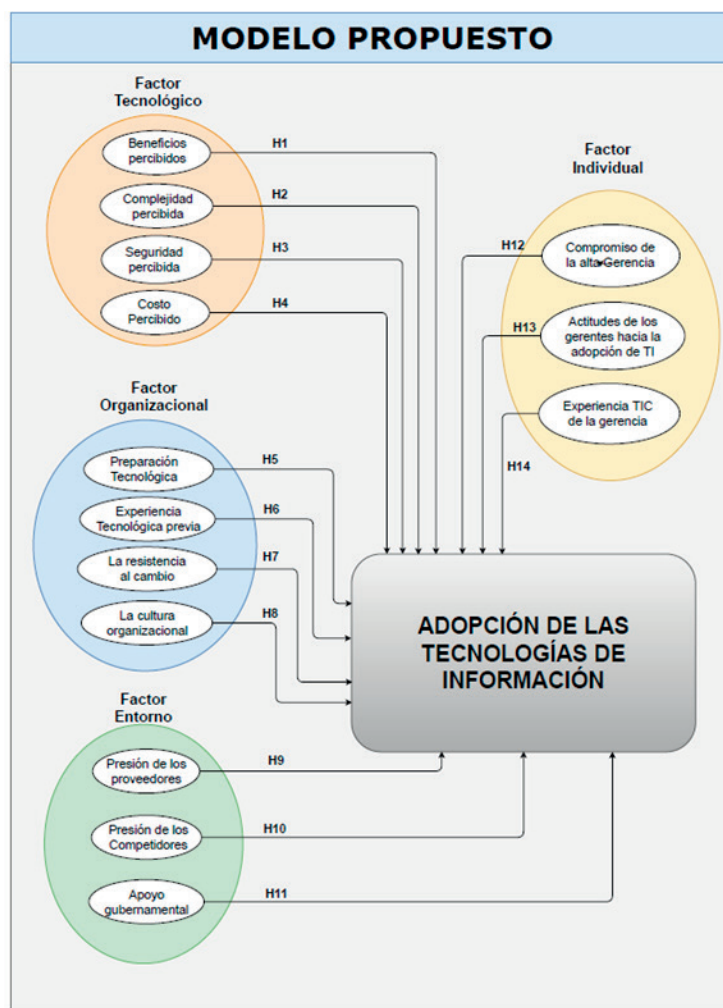 MODELO PROPUESTO
Factor
Tecnológico
Beneficios
percibidos
H1
Complejidad
percibida
H2
Seguridad
percibida
H3
Costo
Percibido
H4
Factor
Individual
H12
Compromiso de
la alta Gerencia
H13
Actitudes de los
gerentes hacia la
adopción de TI
Experiencia TIC
de la gerencia
H14
Factor
Organizacional
Preparación
Tecnológica
H5
Experiencia
Tecnológica previa
H6
La resistencia
al cambio
H7
La cultura
organizacional
H8
ADOPCIÓN DE LAS
TECNOLOGÍAS DE
INFORMACIÓN
Factor
Entorno
Presión de los
proveedores
H9
Presión de los
Competidores
H10
Apoyo
gubernamental
H11